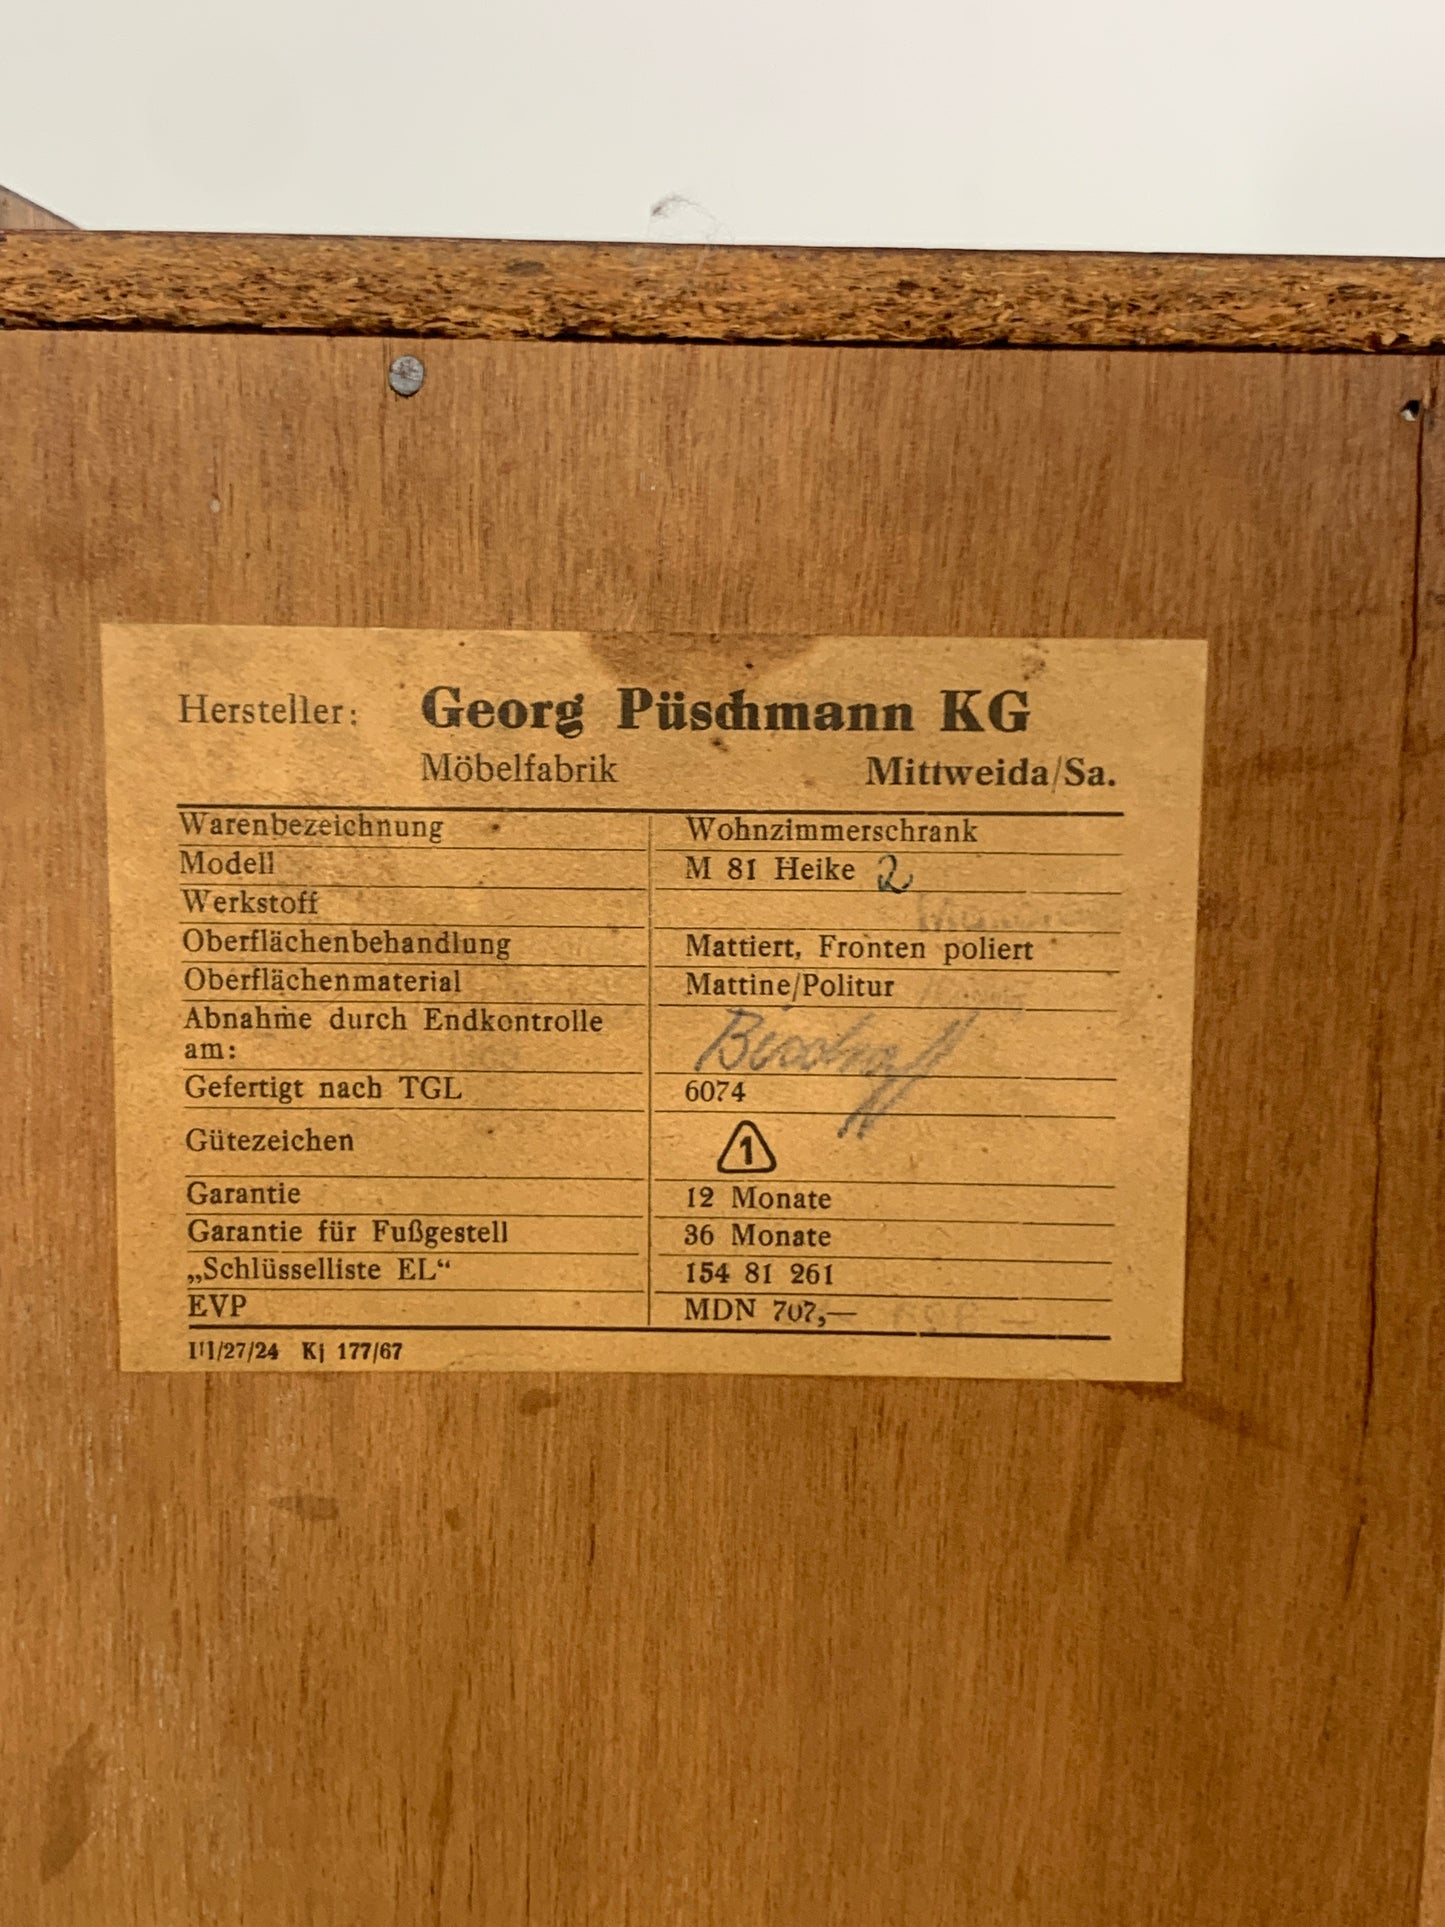 Hersteller: Georg Püschmann KG
Möbelfabrik Mittweida/Sa.
Warenbezeichnung Wohnzimmerschrank
Modell M 81 Heike 2
Werkstoff
Oberflächenbehandlung Mattiert, Fronten poliert
Oberflächenmaterial Mattine/Politur
Abnahme durch Endkontrolle
am: Bischoff
Gefertigt nach TGL 6074
Gütezeichen 1
Garantie 12 Monate
Garantie für Fußgestell 36 Monate
„Schlüsselliste EL“ 154 81 261
EVP MDN 707,—
III/27/24 Kj 177/67